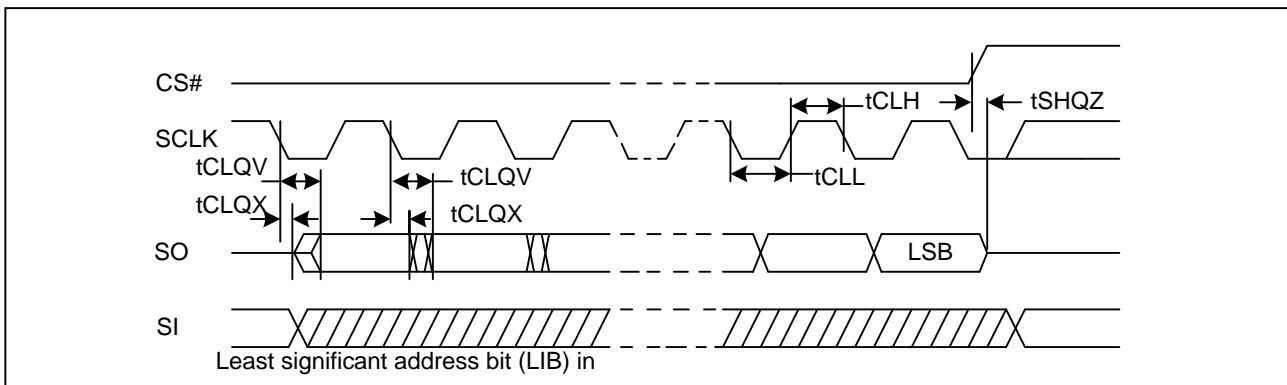 CS#
tCLH
tSHQZ
SCLK
tCLQV
tCLQV
tCLL
tCLQX
tCLQX
SO
LSB
SI
Least significant address bit (LIB) in